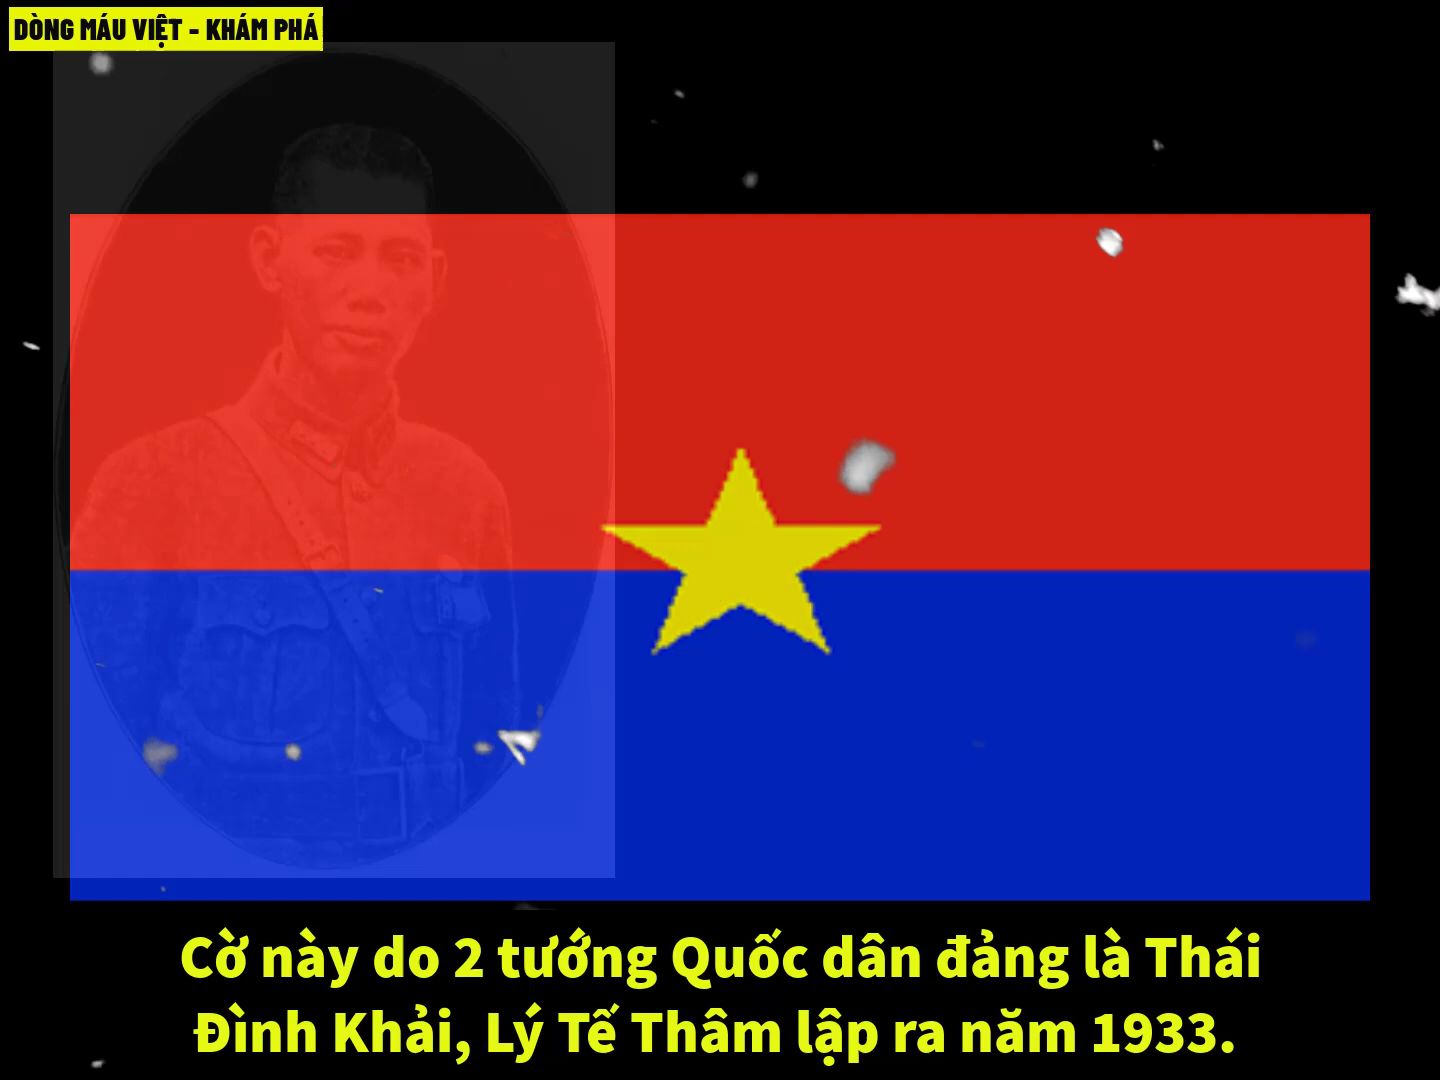 DÒNG MÁU VIỆT - KHÁM PHÁ
Cờ này do 2 tướng Quốc dân đảng là Thái
Đình Khải, Lý Tế Thâm lập ra năm 1933.